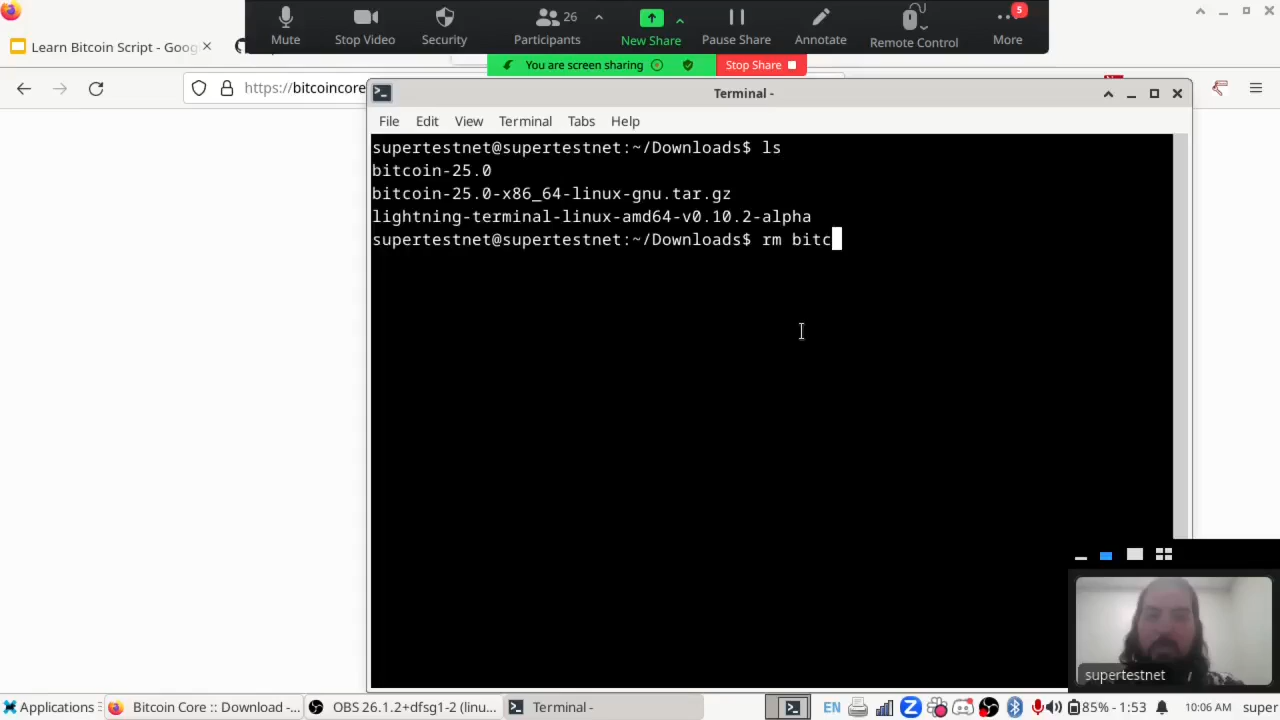 26
5
Mute
Stop Video
Security
Participants
New Share
Pause Share
Annotate
Remote Control
More
Learn Bitcoin Script - Goog
You are screen sharing
Stop Share
https://bitcoincore
Terminal -
File Edit View Terminal Tabs Help
supertestnet@supertestnet:~/Downloads$ ls
bitcoin-25.0
bitcoin-25.0-x86_64-linux-gnu.tar.gz
lightning-terminal-linux-amd64-v0.10.2-alpha
supertestnet@supertestnet:~/Downloads$ rm bitc
supertestnet
Applications
Bitcoin Core :: Download -...
OBS 26.1.2+dfsg1-2 (linu...
Terminal -
EN
85% - 1:53
10:06 AM
super